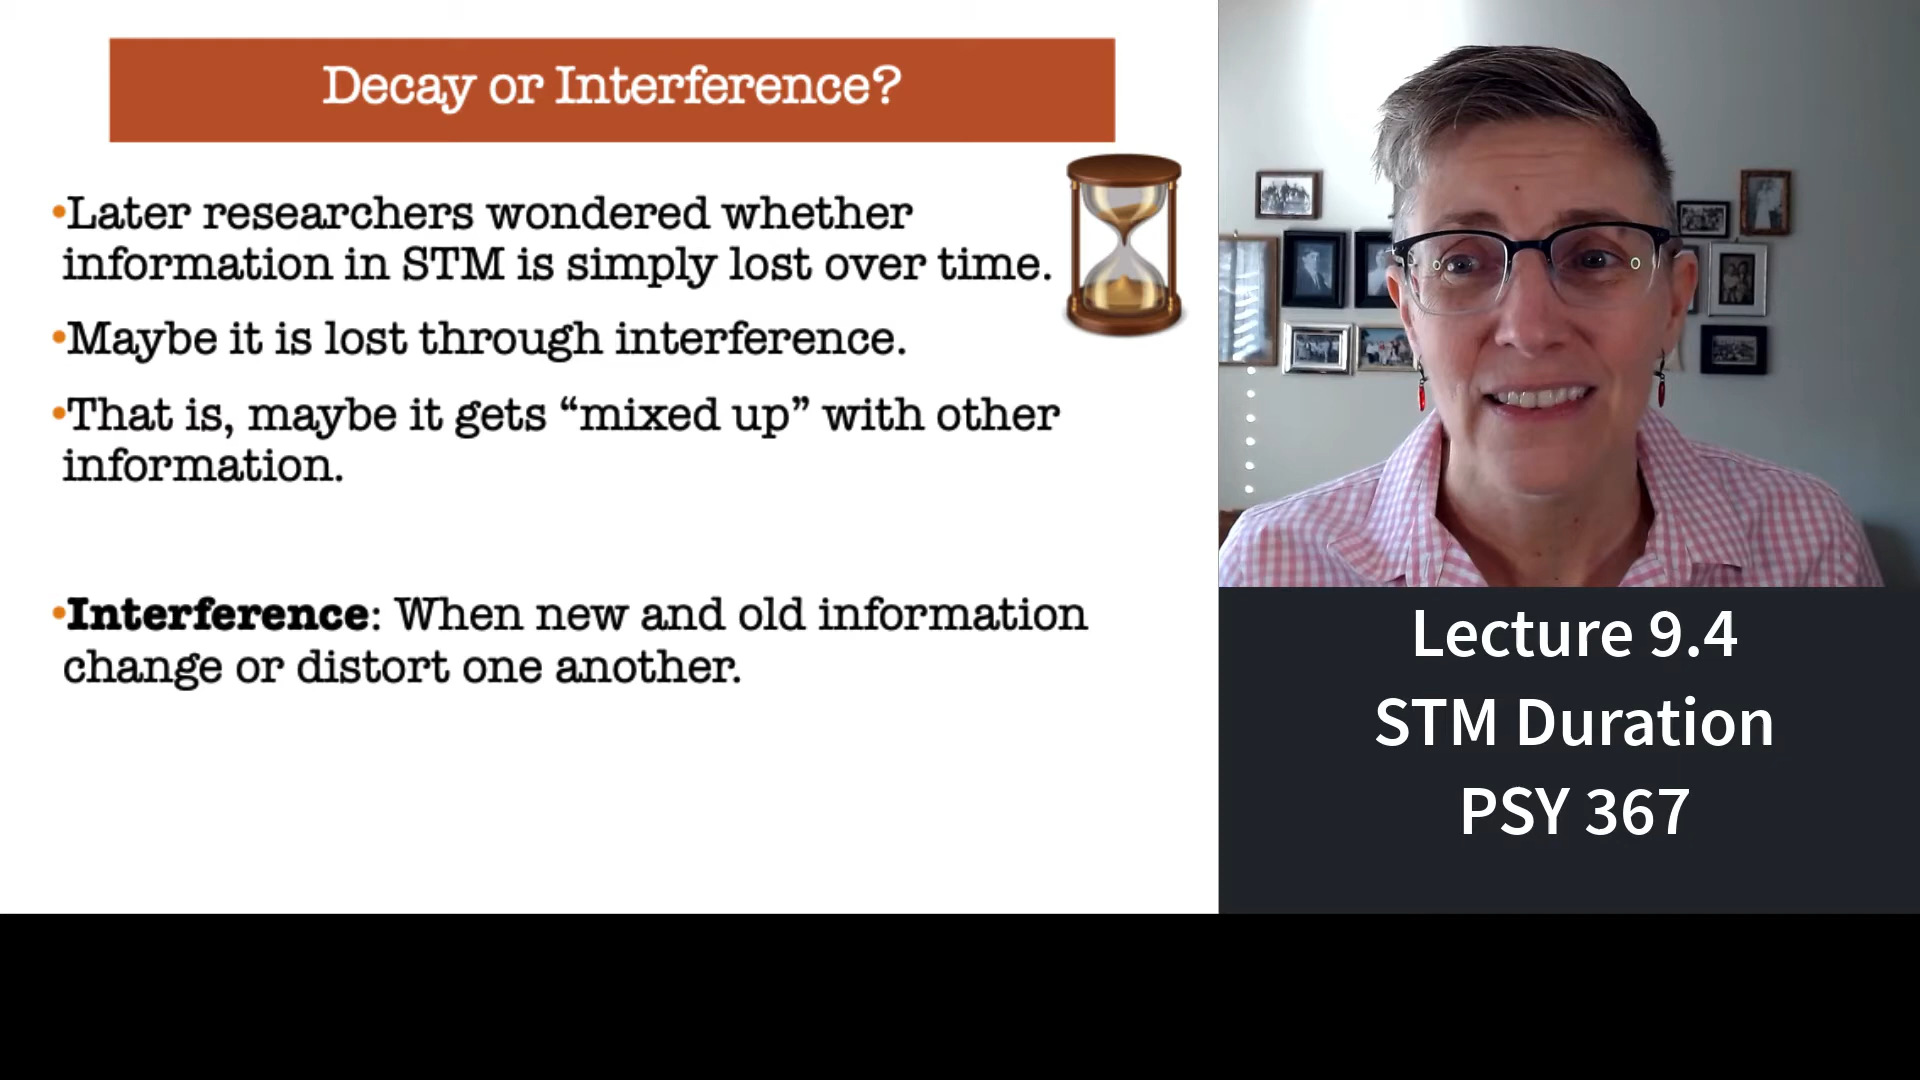 Decay or Interference?
•Later researchers wondered whether
information in STM is simply lost over time.
•Maybe it is lost through interference.
•That is, maybe it gets “mixed up” with other
information.
•Interference: When new and old information
change or distort one another.
Lecture 9.4
STM Duration
PSY 367